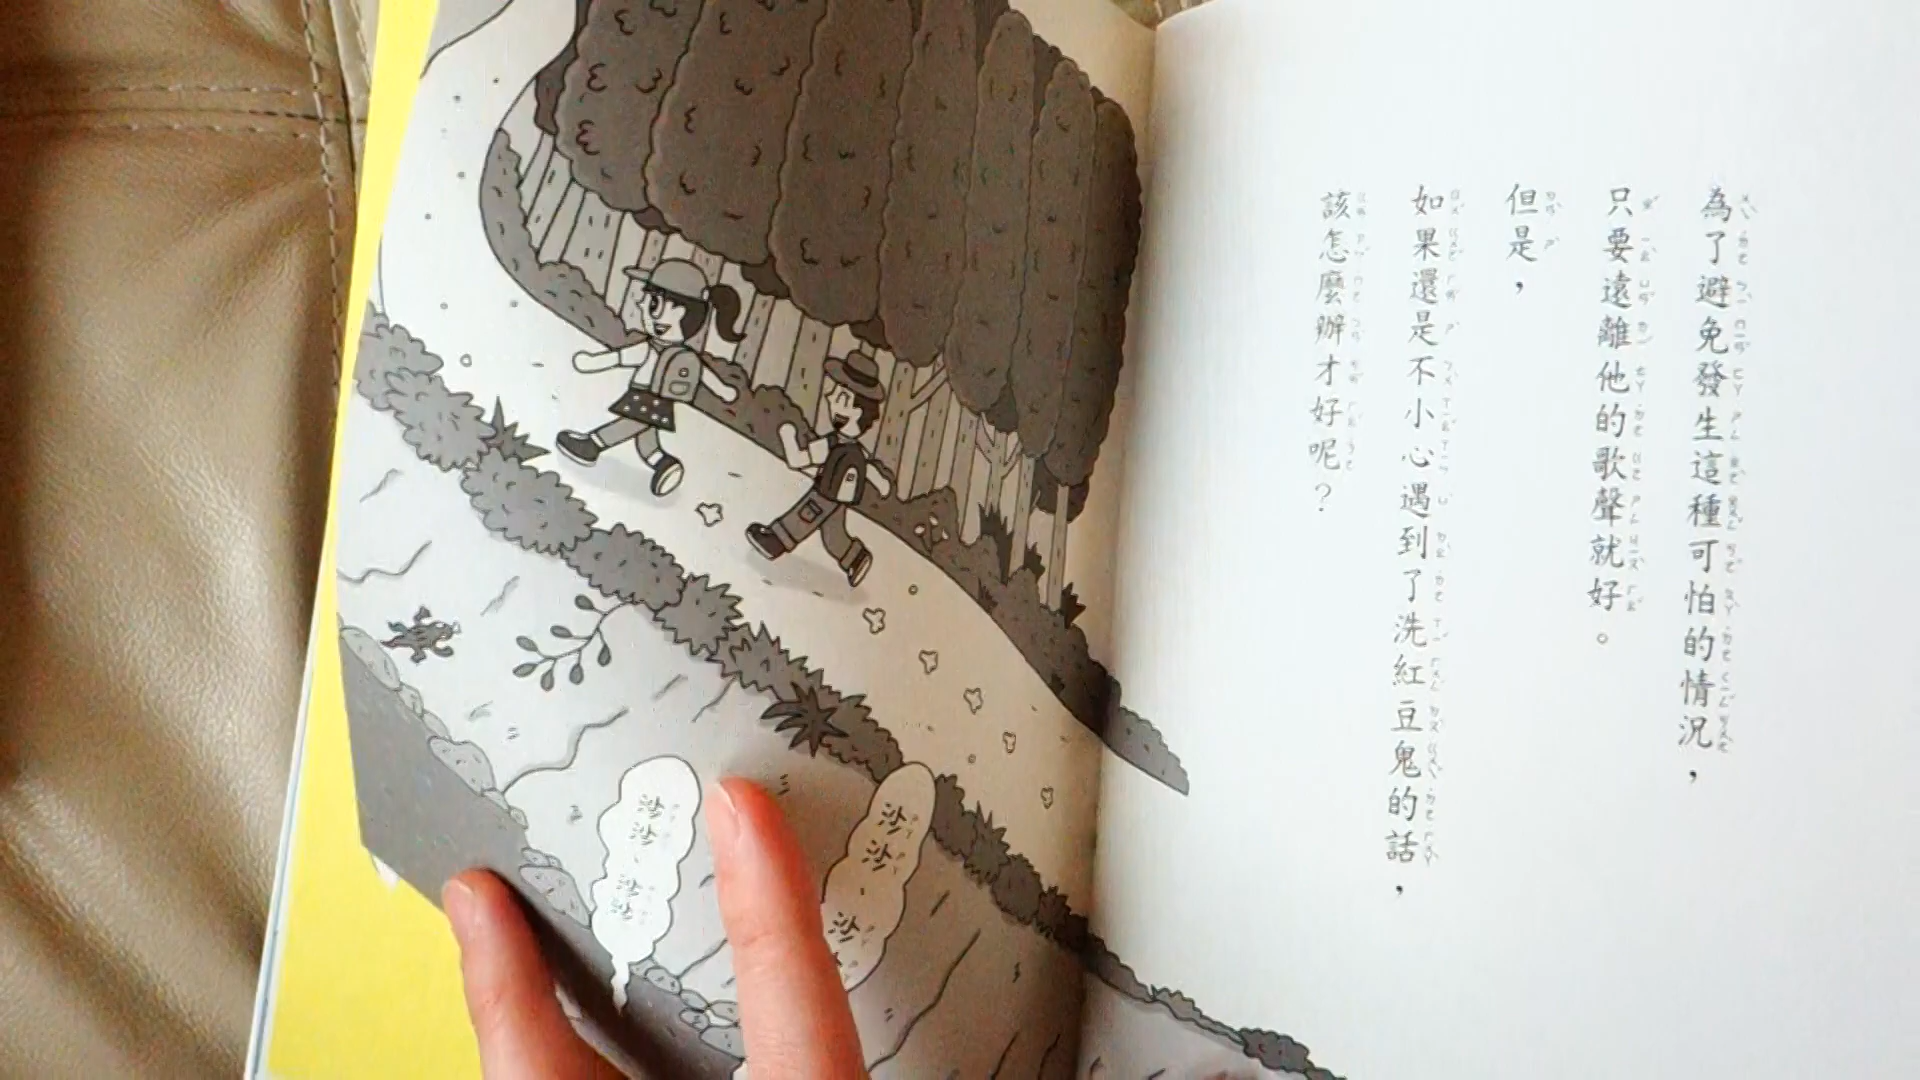 為了避免發生這種可怕的情況，
只要遠離他的歌聲就好。
但是，
如果還是不小心遇到了洗紅豆鬼的話，
該怎麼辦才好呢？
沙沙
沙
沙沙、沙沙